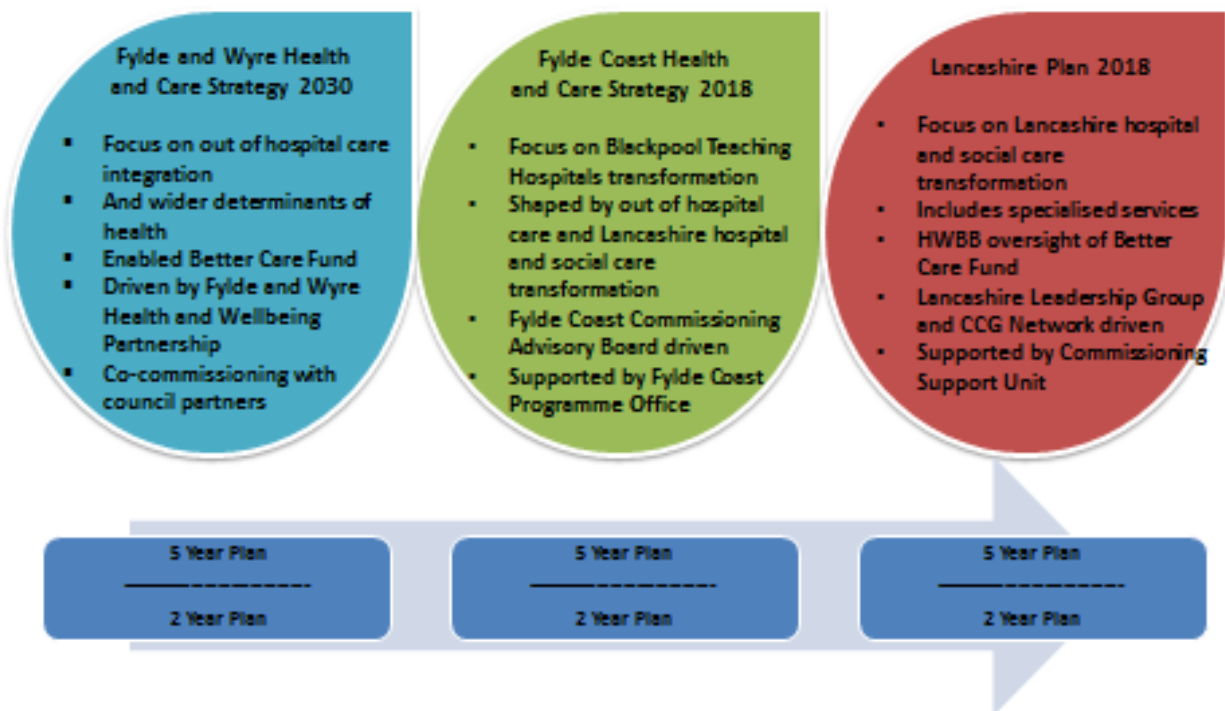 Fylde and Wyre Health
and Care Strategy 2030
▪ Focus on out of hospital care
integration
▪ And wider determinants of
health
▪ Enabled Better Care Fund
▪ Driven by Fylde and Wyre
Health and Wellbeing
Partnership
▪ Co-commissioning with
council partners
Fylde Coast Health
and Care Strategy 2018
• Focus on Blackpool Teaching
Hospitals transformation
• Shaped by out of hospital
care and Lancashire hospital
and social care
transformation
• Fylde Coast Commissioning
Advisory Board driven
• Supported by Fylde Coast
Programme Office
Lancashire Plan 2018
• Focus on Lancashire hospital
and social care
transformation
• Includes specialised services
• HWBB oversight of Better
Care Fund
• Lancashire Leadership Group
and CCG Network driven
• Supported by Commissioning
Support Unit
5 Year Plan
2 Year Plan
5 Year Plan
2 Year Plan
5 Year Plan
2 Year Plan